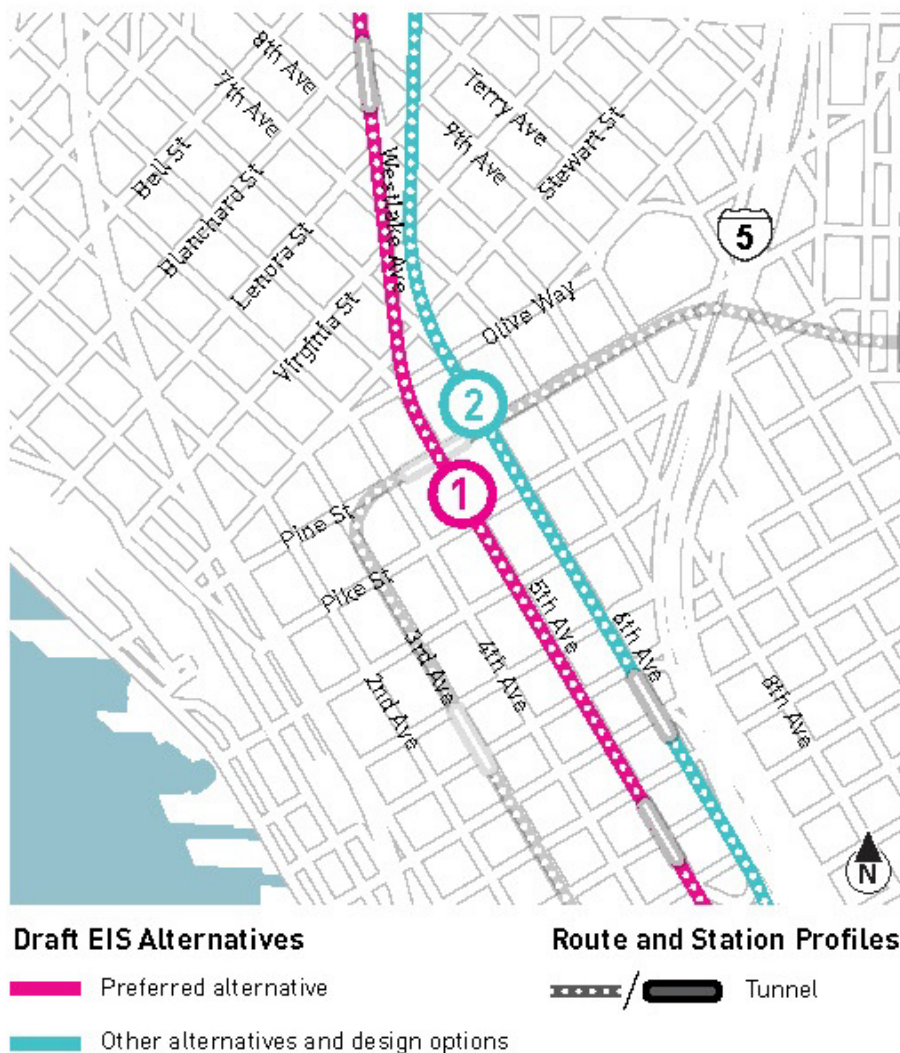 8th Ave
7th Ave
Terry Ave
9th Ave
Stewart St
Bell St
Blanchard St
Westlake Ave
Lenora St
5
Virginia St
Olive Way
2
1
Pine St
Pike St
5th Ave
6th Ave
3rd Ave
4th Ave
2nd Ave
8th Ave
N
Draft EIS Alternatives
Preferred alternative
Other alternatives and design options
Route and Station Profiles
/ Tunnel